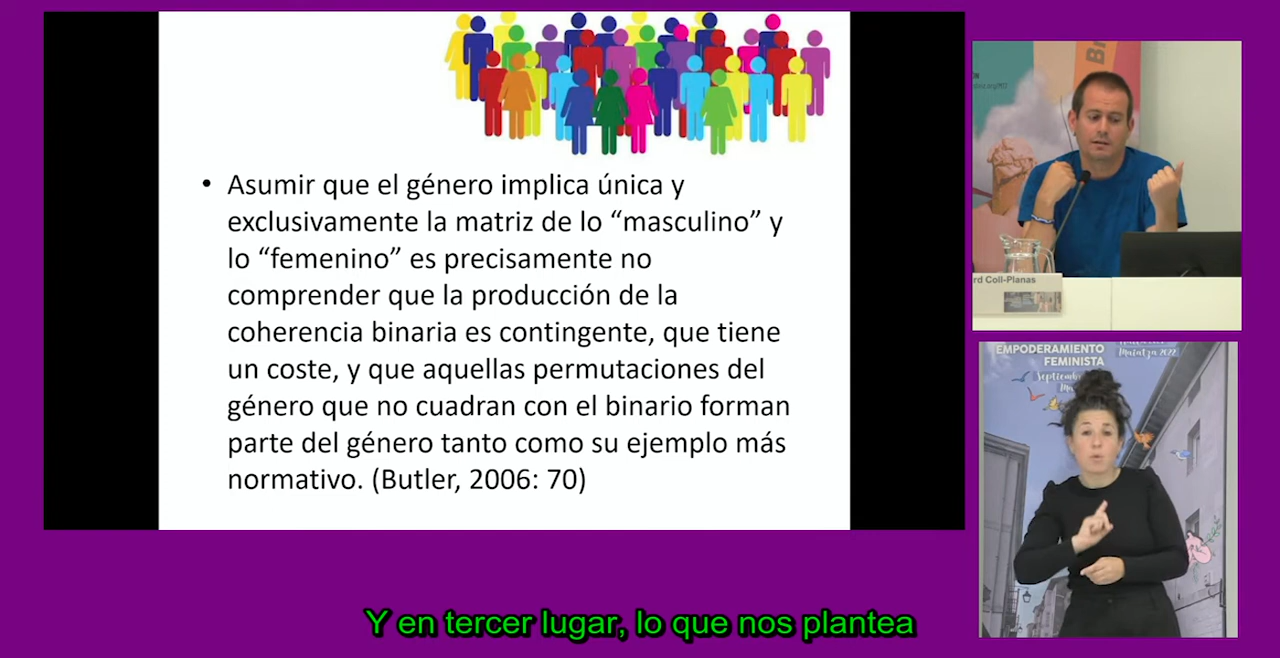 • Asumir que el género implica única y
exclusivamente la matriz de lo “masculino” y
lo “femenino” es precisamente no
comprender que la producción de la
coherencia binaria es contingente, que tiene
un coste, y que aquellas permutaciones del
género que no cuadran con el binario forman
parte del género tanto como su ejemplo más
normativo. (Butler, 2006: 70)
rd Coll-Planas
EMPODERAMIENTO
FEMINISTA
Maiatza 2022
Y en tercer lugar, lo que nos plantea